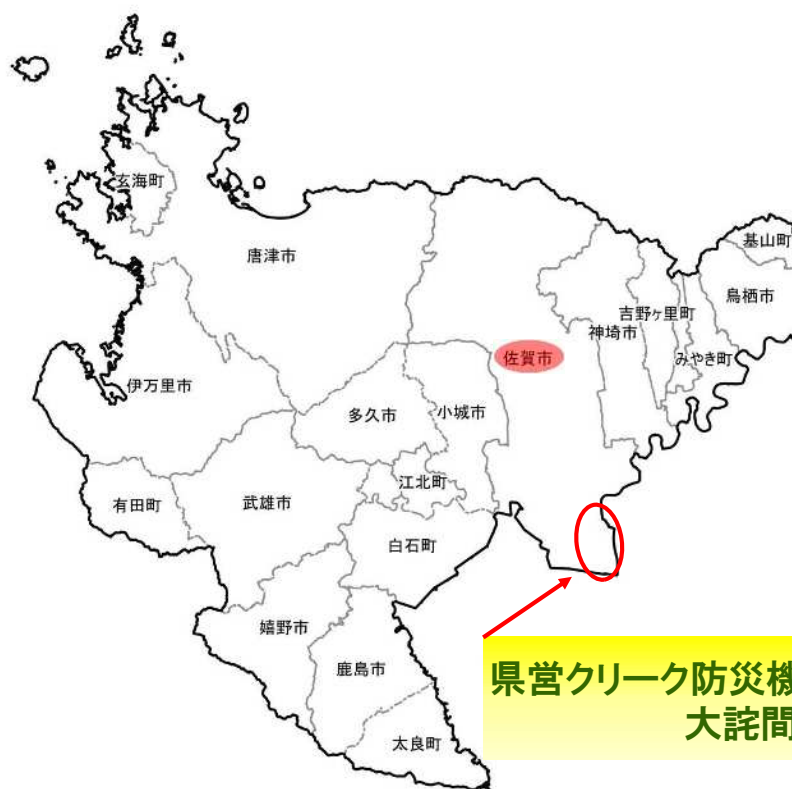 玄海町
唐津市
基山町
鳥栖市
吉野ヶ里町
神埼市
みやき町
佐賀市
伊万里市
多久市
小城市
江北町
有田町
武雄市
白石町
嬉野市
鹿島市
太良町
県営クリーク防災機
大詫間